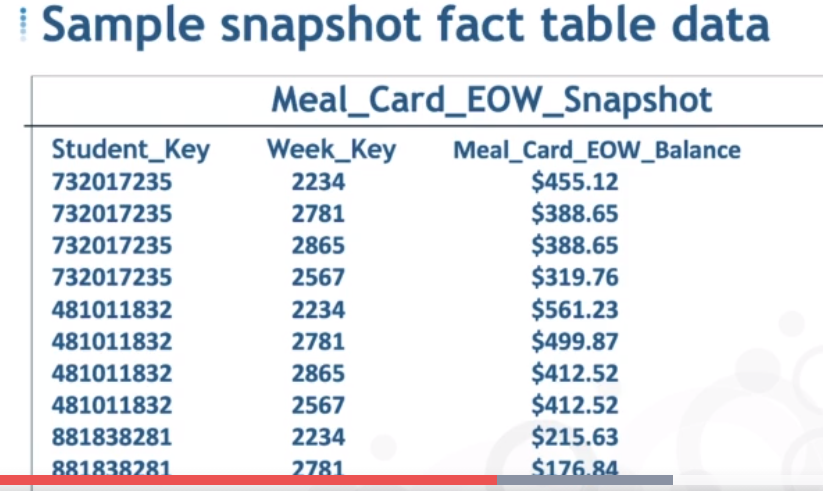 Sample snapshot fact table data
Meal_Card_EOW_Snapshot
Student_Key Week_Key Meal_Card_EOW_Balance
732017235 2234 $455.12
732017235 2781 $388.65
732017235 2865 $388.65
732017235 2567 $319.76
481011832 2234 $561.23
481011832 2781 $499.87
481011832 2865 $412.52
481011832 2567 $412.52
881838281 2234 $215.63
881838281 2781 $176.84